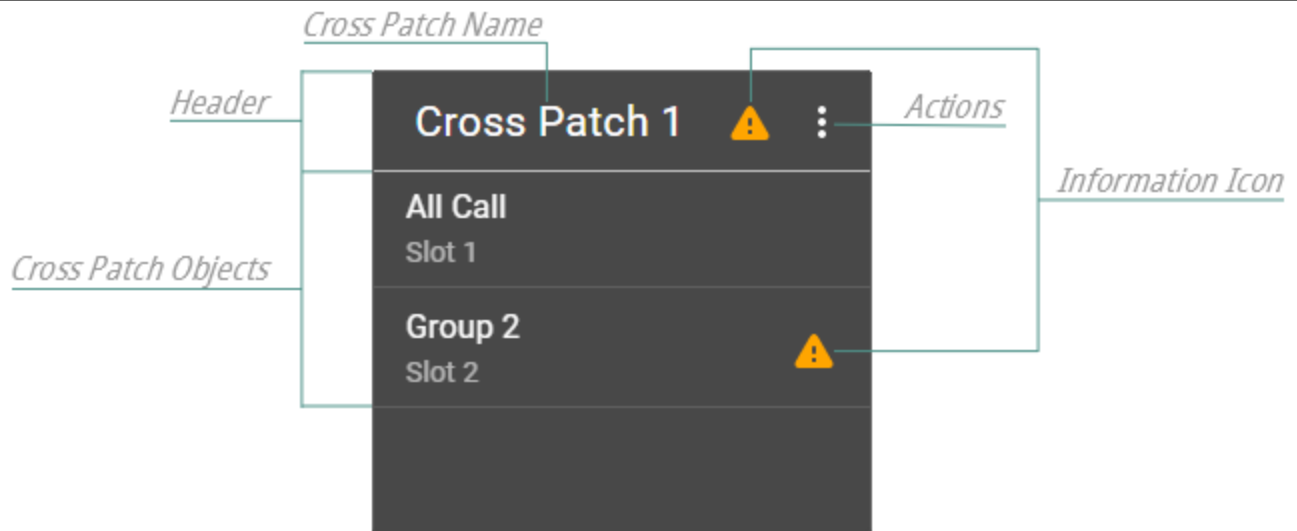 Cross Patch Name
Header
Cross Patch 1
Actions
Information Icon
All Call
Slot 1
Cross Patch Objects
Group 2
Slot 2